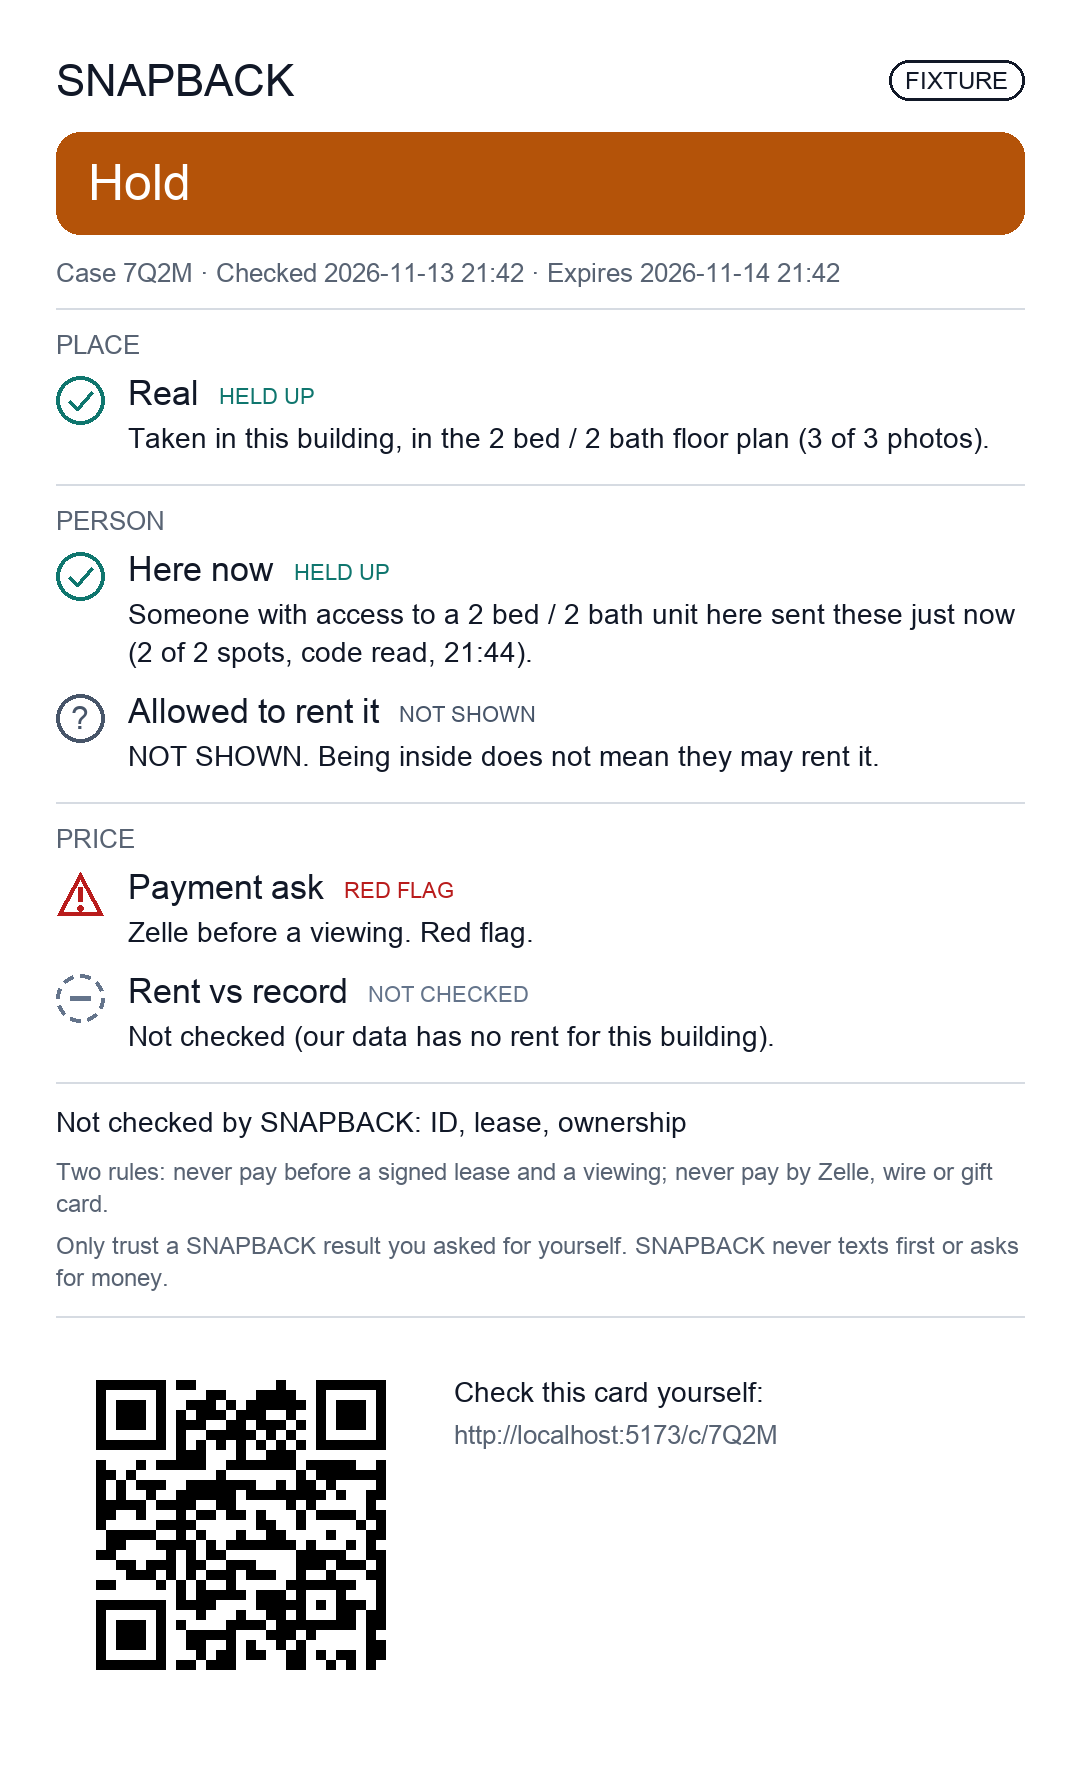 SNAPBACK
FIXTURE
Hold
Case 7Q2M · Checked 2026-11-13 21:42 · Expires 2026-11-14 21:42
PLACE
Real HELD UP
Taken in this building, in the 2 bed / 2 bath floor plan (3 of 3 photos).
PERSON
Here now HELD UP
Someone with access to a 2 bed / 2 bath unit here sent these just now
(2 of 2 spots, code read, 21:44).
? Allowed to rent it NOT SHOWN
NOT SHOWN. Being inside does not mean they may rent it.
PRICE
Payment ask RED FLAG
Zelle before a viewing. Red flag.
Rent vs record NOT CHECKED
Not checked (our data has no rent for this building).
Not checked by SNAPBACK: ID, lease, ownership
Two rules: never pay before a signed lease and a viewing; never pay by Zelle, wire or gift
card.
Only trust a SNAPBACK result you asked for yourself. SNAPBACK never texts first or asks
for money.
Check this card yourself:
http://localhost:5173/c/7Q2M